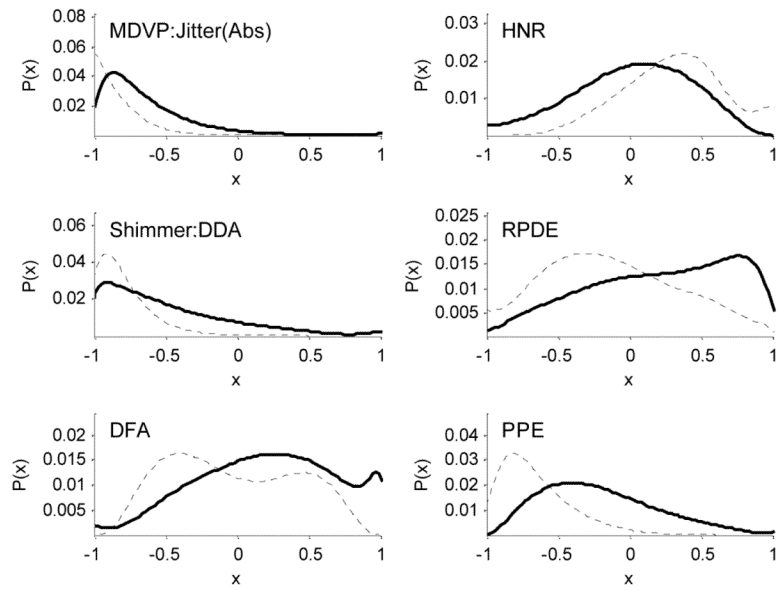 MDVP:Jitter(Abs)
P(x)
0.08
0.06
0.04
0.02
-1 -0.5 0 0.5 1
x
HNR
P(x)
0.03
0.02
0.01
-1 -0.5 0 0.5 1
x
Shimmer:DDA
P(x)
0.06
0.04
0.02
-1 -0.5 0 0.5 1
x
RPDE
P(x)
0.025
0.02
0.015
0.01
0.005
-1 -0.5 0 0.5 1
x
DFA
P(x)
0.02
0.015
0.01
0.005
-1 -0.5 0 0.5 1
x
PPE
P(x)
0.04
0.03
0.02
0.01
-1 -0.5 0 0.5 1
x